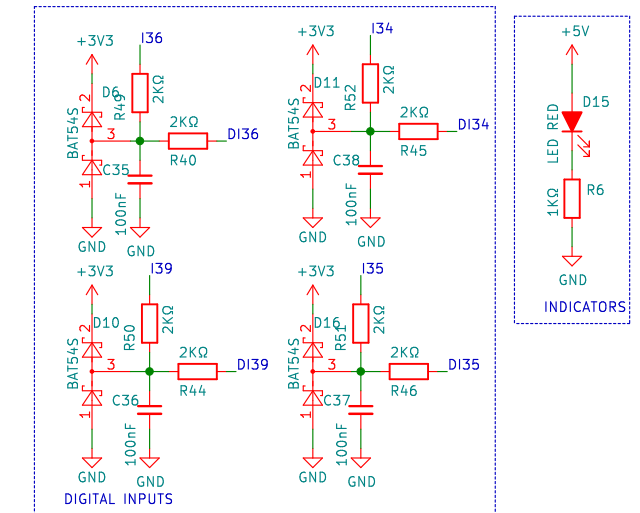 +3V3
I36
D6
2
R49
2KΩ
BAT54S
3
2KΩ
DI36
R40
C35
1
100nF
GND
GND
+3V3
I34
D11
2
R52
2KΩ
BAT54S
3
2KΩ
DI34
R45
C38
1
100nF
GND
GND
+3V3
I39
D10
2
R50
2KΩ
BAT54S
3
2KΩ
DI39
R44
C36
1
100nF
GND
GND
+3V3
I35
D16
2
R51
2KΩ
BAT54S
3
2KΩ
DI35
R46
C37
1
100nF
GND
GND
DIGITAL INPUTS
+5V
D15
LED RED
R6
1KΩ
GND
INDICATORS